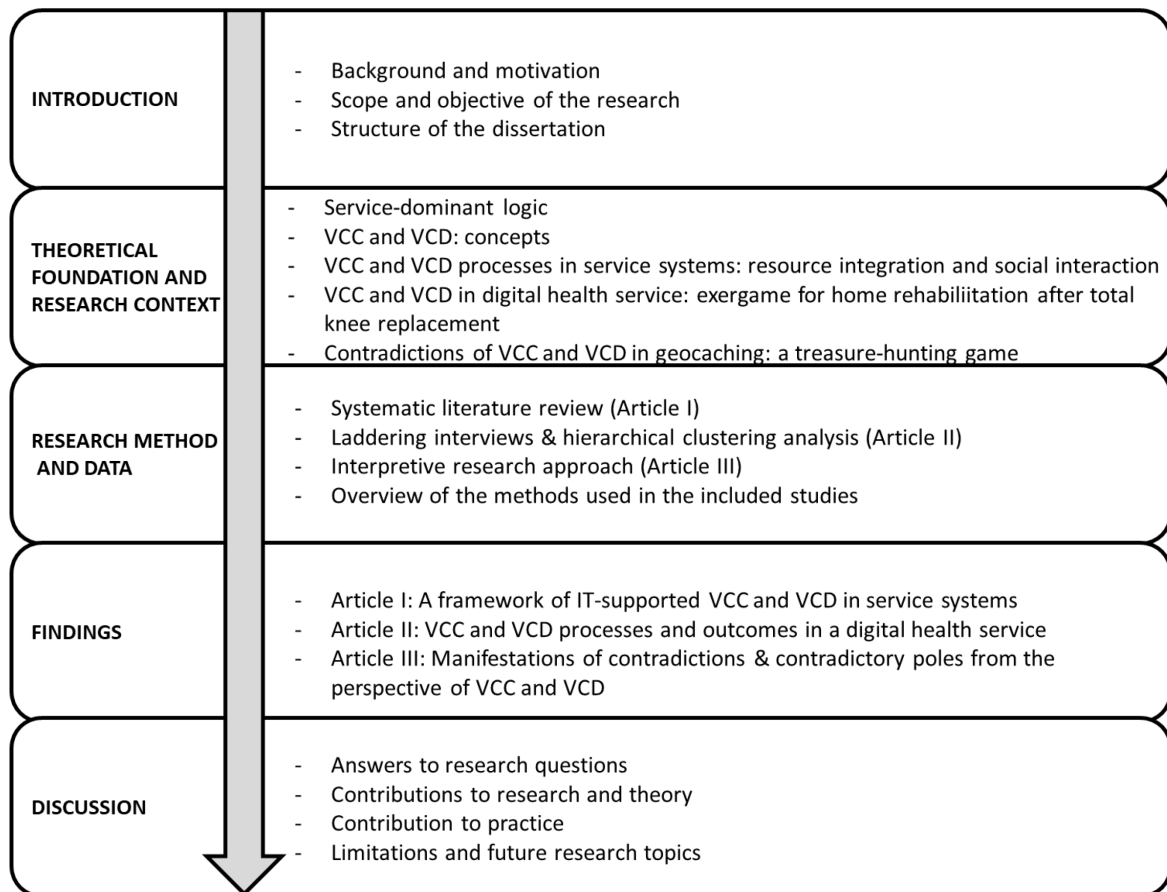 INTRODUCTION
- Background and motivation
- Scope and objective of the research
- Structure of the dissertation
THEORETICAL
FOUNDATION AND
RESEARCH CONTEXT
- Service-dominant logic
- VCC and VCD: concepts
- VCC and VCD processes in service systems: resource integration and social interaction
- VCC and VCD in digital health service: exergame for home rehabiliitation after total
knee replacement
- Contradictions of VCC and VCD in geocaching: a treasure-hunting game
RESEARCH METHOD
AND DATA
- Systematic literature review (Article I)
- Laddering interviews & hierarchical clustering analysis (Article II)
- Interpretive research approach (Article III)
- Overview of the methods used in the included studies
FINDINGS
- Article I: A framework of IT-supported VCC and VCD in service systems
- Article II: VCC and VCD processes and outcomes in a digital health service
- Article III: Manifestations of contradictions & contradictory poles from the
perspective of VCC and VCD
DISCUSSION
- Answers to research questions
- Contributions to research and theory
- Contribution to practice
- Limitations and future research topics